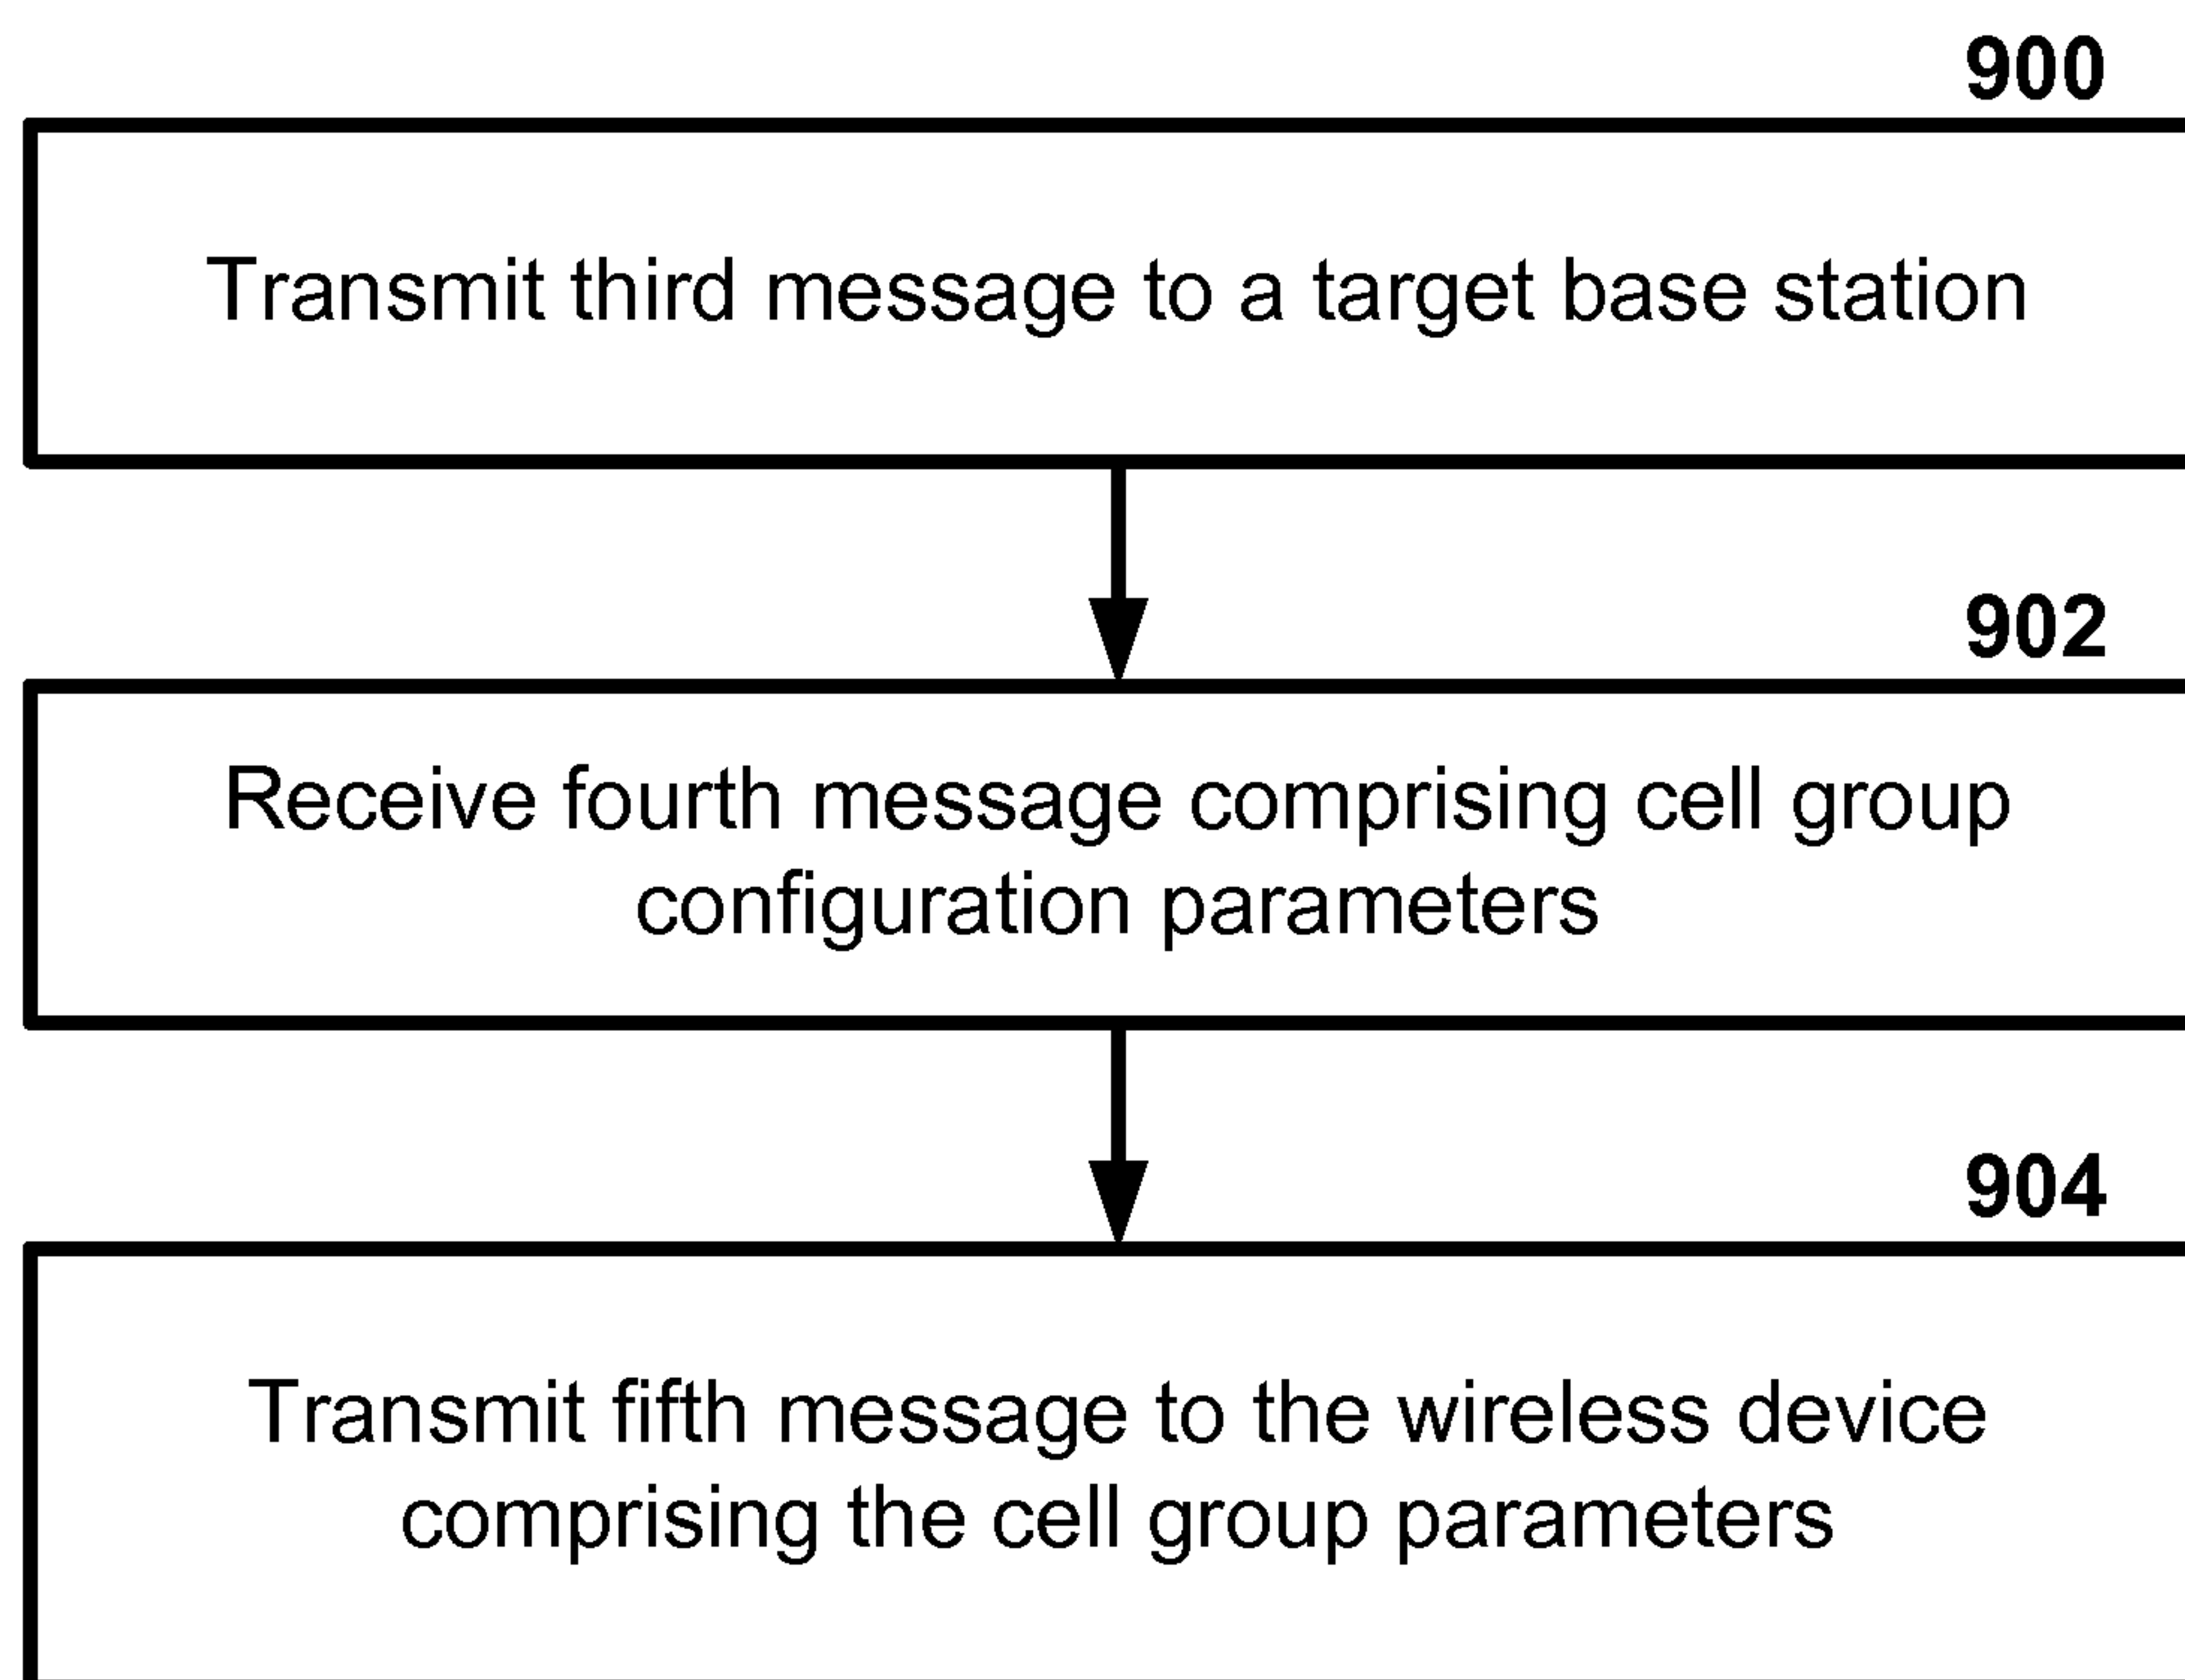 900
Transmit third message to a target base station
902
Receive fourth message comprising cell group
configuration parameters
904
Transmit fifth message to the wireless device
comprising the cell group parameters